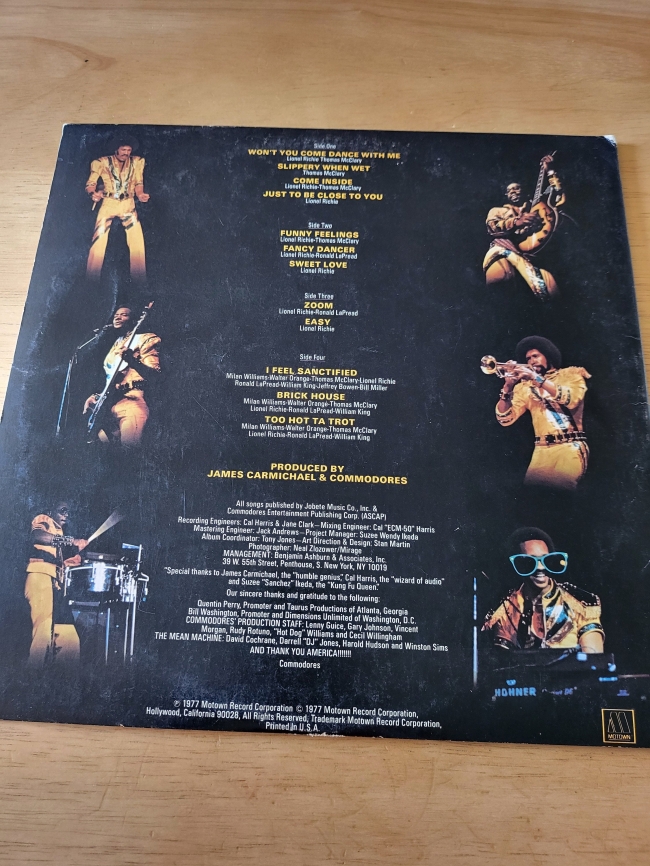 Side One
WON'T YOU COME DANCE WITH ME
Lionel Richie Thomas McClary
SLIPPERY WHEN WET
Thomas McClary
COME INSIDE
Lionel Richie-Thomas McClary
JUST TO BE CLOSE TO YOU
Lionel Richie
Side Two
FUNNY FEELINGS
Lionel Richie-Thomas McClary
FANCY DANCER
Lionel Richie-Ronald LaPread
SWEET LOVE
Lionel Richie
Side Three
ZOOM
Lionel Richie-Ronald LaPread
EASY
Lionel Richie
Side Four
I FEEL SANCTIFIED
Milan Williams-Walter Orange-Thomas McClary-Lionel Richie
Ronald LaPread-William King-Jeffrey Bowen-Bill Miller
BRICK HOUSE
Milan Williams-Walter Orange-Thomas McClary
Lionel Richie-Ronald LaPread-William King
TOO HOT TA TROT
Milan Williams-Walter Orange-Thomas McClary
Lionel Richie-Ronald LaPread-William King
PRODUCED BY
JAMES CARMICHAEL & COMMODORES
All songs published by Jobete Music Co., Inc. &
Commodores Entertainment Publishing Corp. (ASCAP)
Recording Engineers: Cal Harris & Jane Clark—Mixing Engineer: Cal "ECM-50" Harris
Mastering Engineer: Jack Andrews—Project Manager: Suzee Wendy Ikeda
Album Coordinator: Tony Jones—Art Direction & Design: Stan Martin
Photographer: Neal Zlozower/Mirage
MANAGEMENT: Benjamin Ashburn & Associates, Inc.
39 W. 55th Street, Penthouse, S. New York, NY 10019
"Special thanks to James Carmichael, the "humble genius," Cal Harris, the "wizard of audio"
and Suzee "Sanchez" Ikeda, the "Kung Fu Queen."
Our sincere thanks and gratitude to the following:
Quentin Perry, Promoter and Taurus Productions of Atlanta, Georgia
Bill Washington, Promoter and Dimensions Unlimited of Washington, D.C.
COMMODORES' PRODUCTION STAFF: Lenny Guice, Gary Johnson, Vincent
Morgan, Rudy Rotuno, "Hot Dog" Williams and Cecil Willingham
THE MEAN MACHINE: David Cochrane, Darrell "DJ" Jones, Harold Hudson and Winston Sims
AND THANK YOU AMERICA!!!!!!!
Commodores
HOHNER
℗ 1977 Motown Record Corporation © 1977 Motown Record Corporation,
Hollywood, California 90028, All Rights Reserved, Trademark Motown Record Corporation,
Printed in U.S.A.
MOTOWN